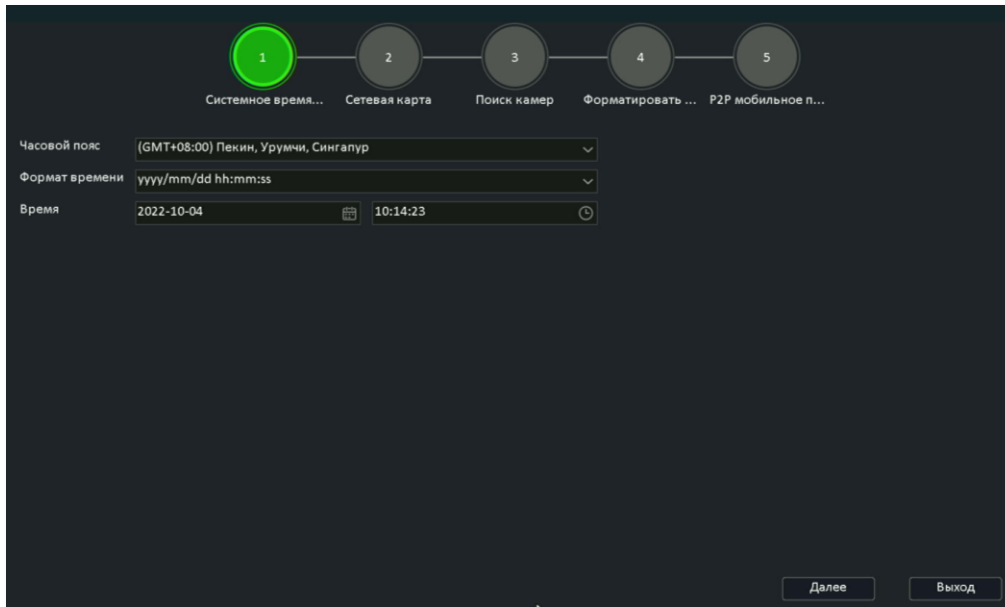 1 2 3 4 5
Системное время... Сетевая карта Поиск камер Форматировать ... P2P мобильное п...
Часовой пояс (GMT+08:00) Пекин, Урумчи, Сингапур
Формат времени yyyy/mm/dd hh:mm:ss
Время 2022-10-04 10:14:23
Далее Выход